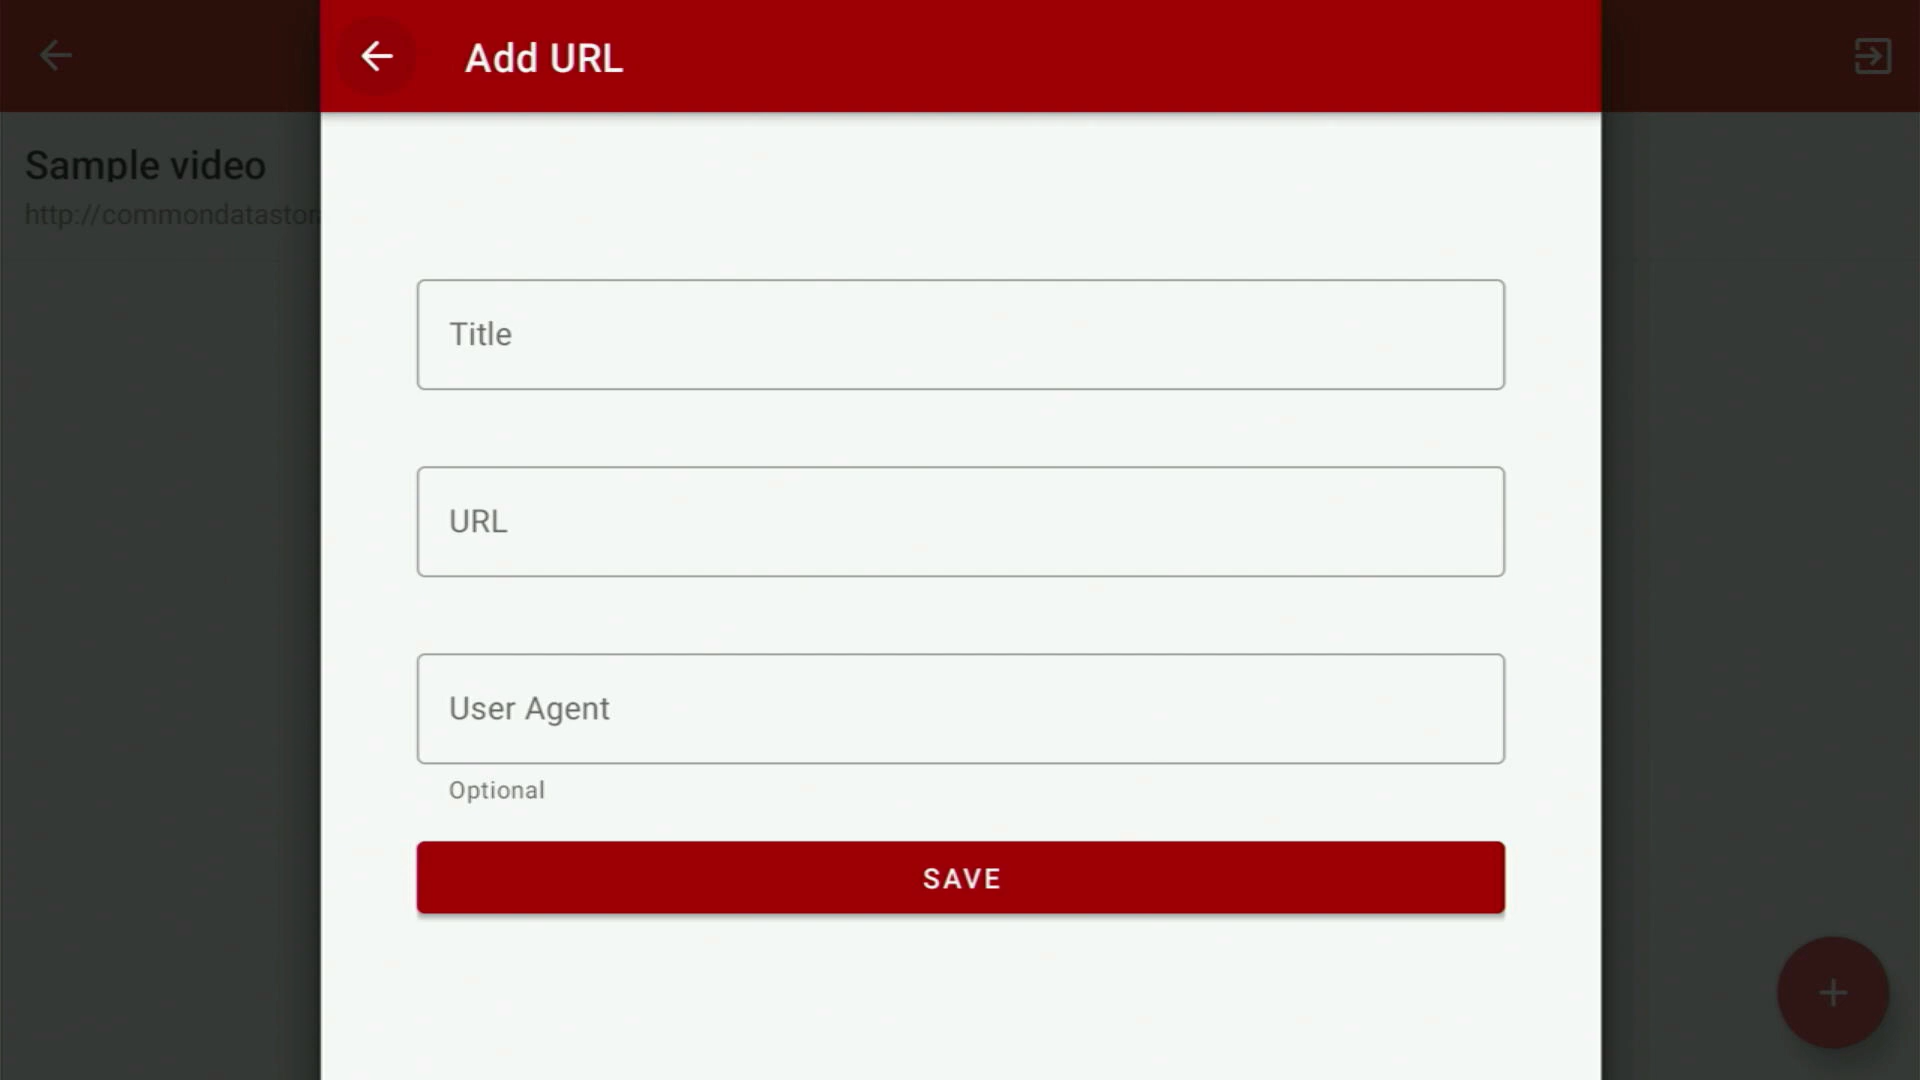 Add URL
Sample video
http://commondatastor
Title
URL
User Agent
Optional
SAVE